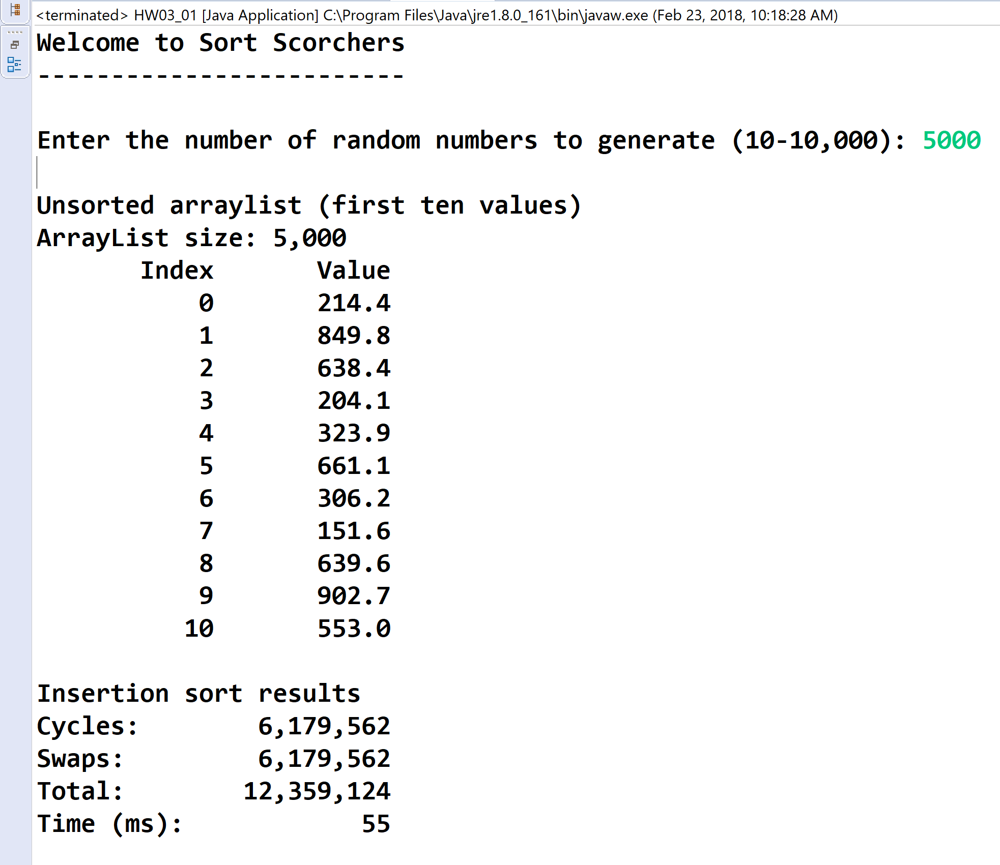 <terminated> HW03_01 [Java Application] C:\Program Files\Java\jre1.8.0_161\bin\javaw.exe (Feb 23, 2018, 10:18:28 AM)
Welcome to Sort Scorchers
-------------------------
Enter the number of random numbers to generate (10-10,000): 5000
Unsorted arraylist (first ten values)
ArrayList size: 5,000
Index Value
0 214.4
1 849.8
2 638.4
3 204.1
4 323.9
5 661.1
6 306.2
7 151.6
8 639.6
9 902.7
10 553.0
Insertion sort results
Cycles: 6,179,562
Swaps: 6,179,562
Total: 12,359,124
Time (ms): 55